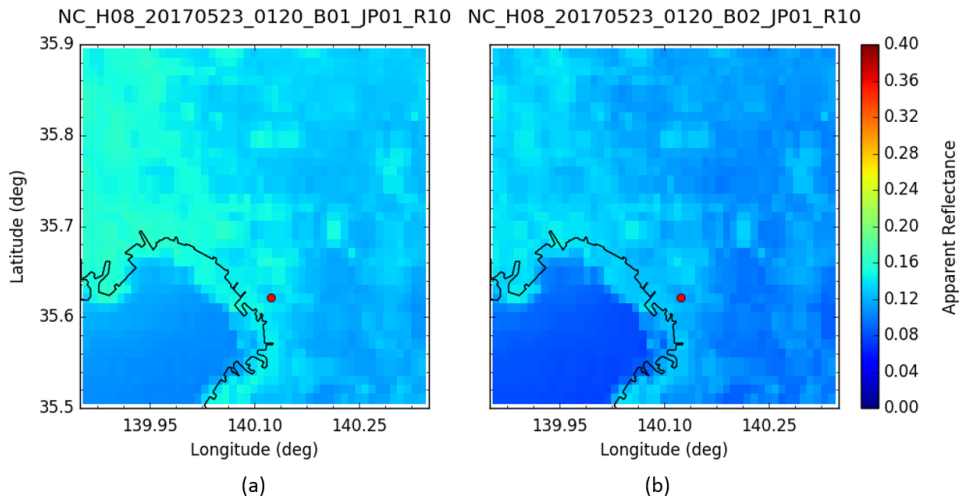 NC_H08_20170523_0120_B01_JP01_R10
NC_H08_20170523_0120_B02_JP01_R10
35.9
35.8
35.7
35.6
35.5
Latitude (deg)
139.95 140.10 140.25
Longitude (deg)
(a)
139.95 140.10 140.25
Longitude (deg)
(b)
0.40
0.36
0.32
0.28
0.24
0.20
0.16
0.12
0.08
0.04
0.00
Apparent Reflectance